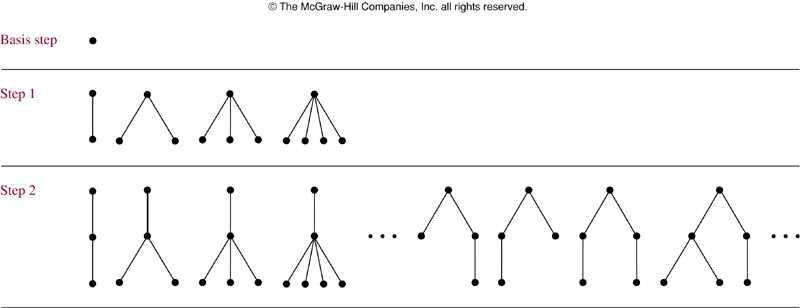 © The McGraw-Hill Companies, Inc. all rights reserved.
Basis step
Step 1
Step 2